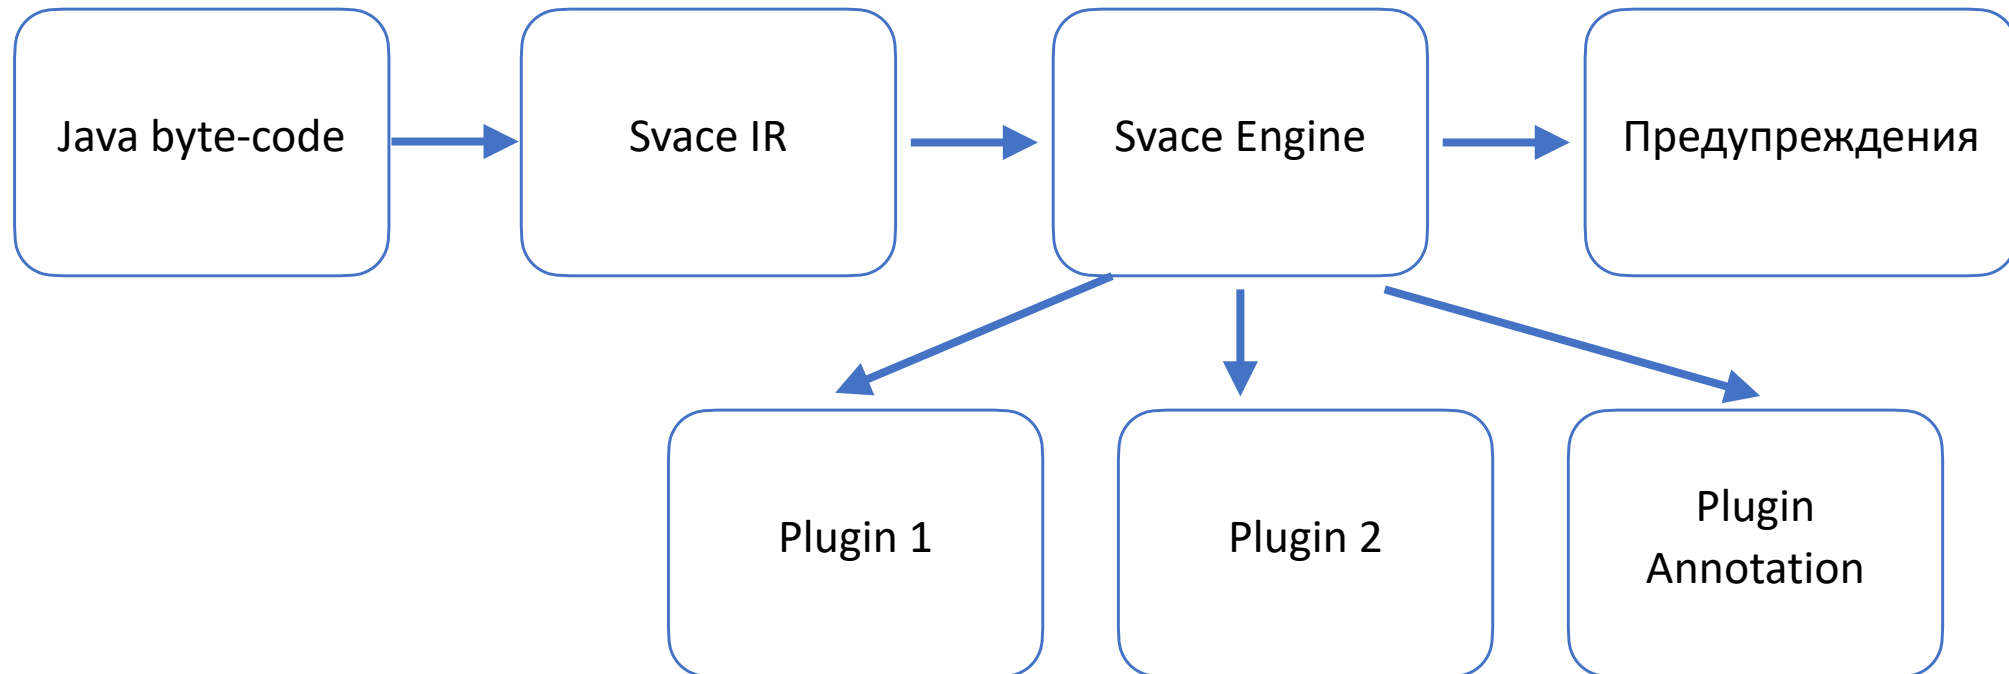 Java byte-code
Svace IR
Svace Engine
Предупреждения
Plugin 1
Plugin 2
Plugin
Annotation